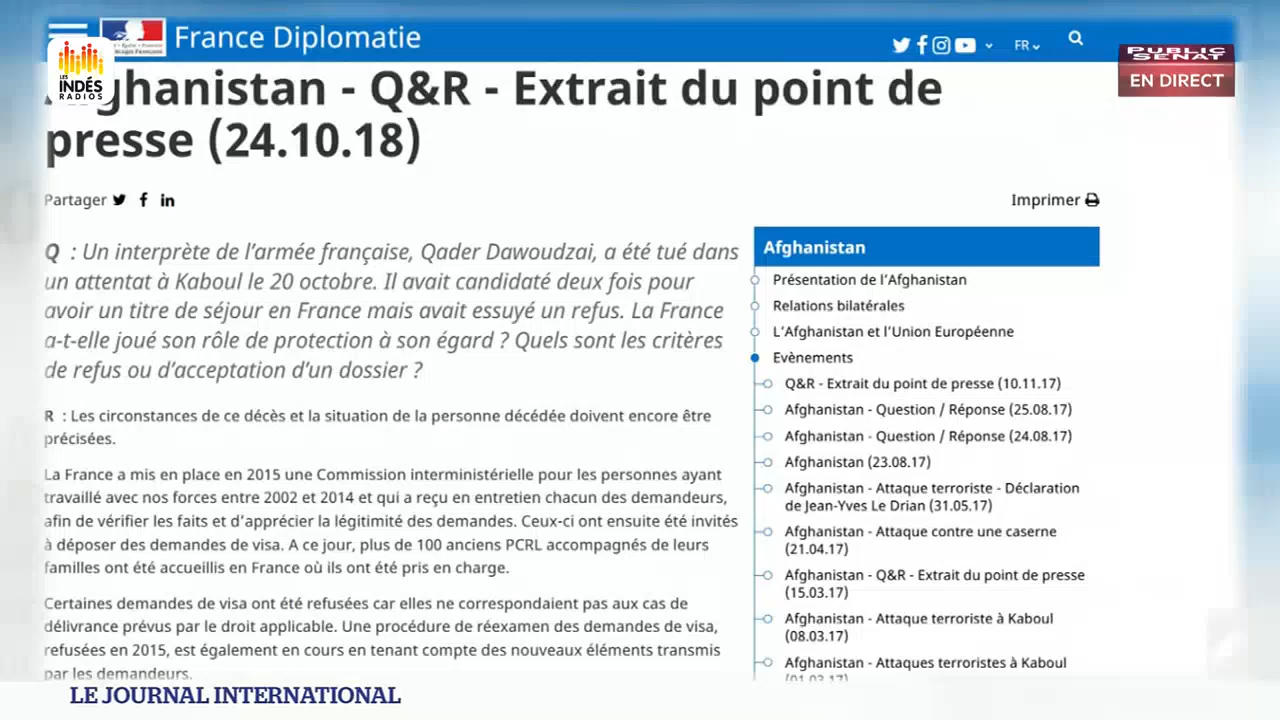 France Diplomatie
FR
LES
INDÉS
RADIOS
PUBLIC
SENAT
EN DIRECT
Afghanistan - Q&R - Extrait du point de
presse (24.10.18)
Partager
Imprimer
Q : Un interprète de l’armée française, Qader Dawoudzai, a été tué dans
un attentat à Kaboul le 20 octobre. Il avait candidaté deux fois pour
avoir un titre de séjour en France mais avait essuyé un refus. La France
a-t-elle joué son rôle de protection à son égard ? Quels sont les critères
de refus ou d’acceptation d’un dossier ?
R : Les circonstances de ce décès et la situation de la personne décédée doivent encore être
précisées.
La France a mis en place en 2015 une Commission interministérielle pour les personnes ayant
travaillé avec nos forces entre 2002 et 2014 et qui a reçu en entretien chacun des demandeurs,
afin de vérifier les faits et d’apprécier la légitimité des demandes. Ceux-ci ont ensuite été invités
à déposer des demandes de visa. A ce jour, plus de 100 anciens PCRL accompagnés de leurs
familles ont été accueillis en France où ils ont été pris en charge.
Certaines demandes de visa ont été refusées car elles ne correspondaient pas aux cas de
délivrance prévus par le droit applicable. Une procédure de réexamen des demandes de visa,
refusées en 2015, est également en cours en tenant compte des nouveaux éléments transmis
par les demandeurs.
Afghanistan
Présentation de l’Afghanistan
Relations bilatérales
L’Afghanistan et l’Union Européenne
Evènements
Q&R - Extrait du point de presse (10.11.17)
Afghanistan - Question / Réponse (25.08.17)
Afghanistan - Question / Réponse (24.08.17)
Afghanistan (23.08.17)
Afghanistan - Attaque terroriste - Déclaration
de Jean-Yves Le Drian (31.05.17)
Afghanistan - Attaque contre une caserne
(21.04.17)
Afghanistan - Q&R - Extrait du point de presse
(15.03.17)
Afghanistan - Attaque terroriste à Kaboul
(08.03.17)
Afghanistan - Attaques terroristes à Kaboul
(01.03.17)
LE JOURNAL INTERNATIONAL